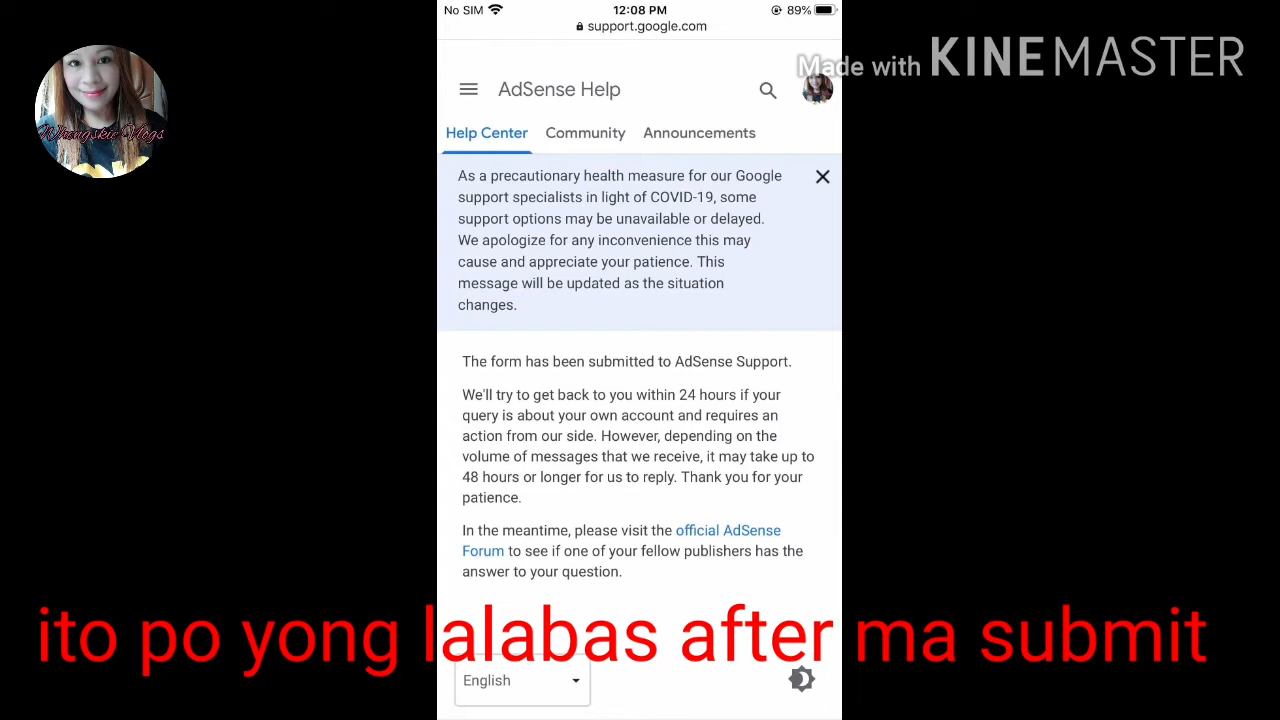 No SIM 12:08 PM 89%
support.google.com
Made with KINEMASTER
AdSense Help
Whengskie Vlogs
Help Center Community Announcements
As a precautionary health measure for our Google
support specialists in light of COVID-19, some
support options may be unavailable or delayed.
We apologize for any inconvenience this may
cause and appreciate your patience. This
message will be updated as the situation
changes.
The form has been submitted to AdSense Support.
We'll try to get back to you within 24 hours if your
query is about your own account and requires an
action from our side. However, depending on the
volume of messages that we receive, it may take up to
48 hours or longer for us to reply. Thank you for your
patience.
In the meantime, please visit the official AdSense
Forum to see if one of your fellow publishers has the
answer to your question.
ito po yong lalabas after ma submit
English